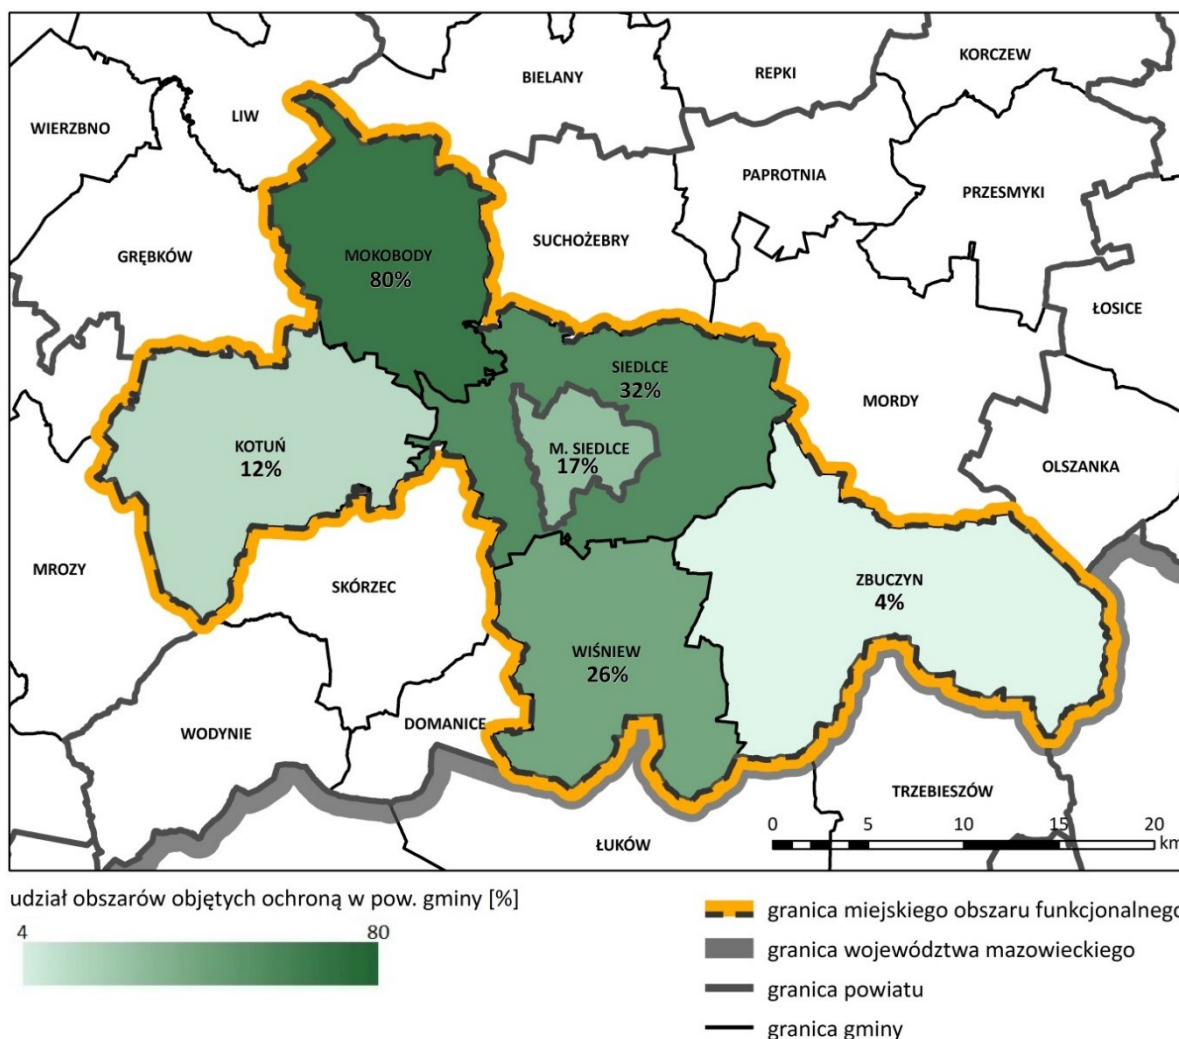 KORCZEW
BIELANY
REPKI
LIW
WIERZBNO
PAPROTNIA
PRZESMYKI
SUCHOŻEBRY
GRĘBKÓW
MOKOBODY
80%
ŁOSICE
SIEDLCE
32%
MORDY
KOTUŃ
12%
M. SIEDLCE
17%
OLSZANKA
MROZY
SKÓRZEC
ZBUCZYN
4%
WIŚNIEW
26%
WODYNIE
DOMANICE
TRZEBIESZÓW
ŁUKÓW
0 5 10 15 20
km
udział obszarów objętych ochroną w pow. gminy [%]
4 80
granica miejskiego obszaru funkcjonalnego
granica województwa mazowieckiego
granica powiatu
granica gminy